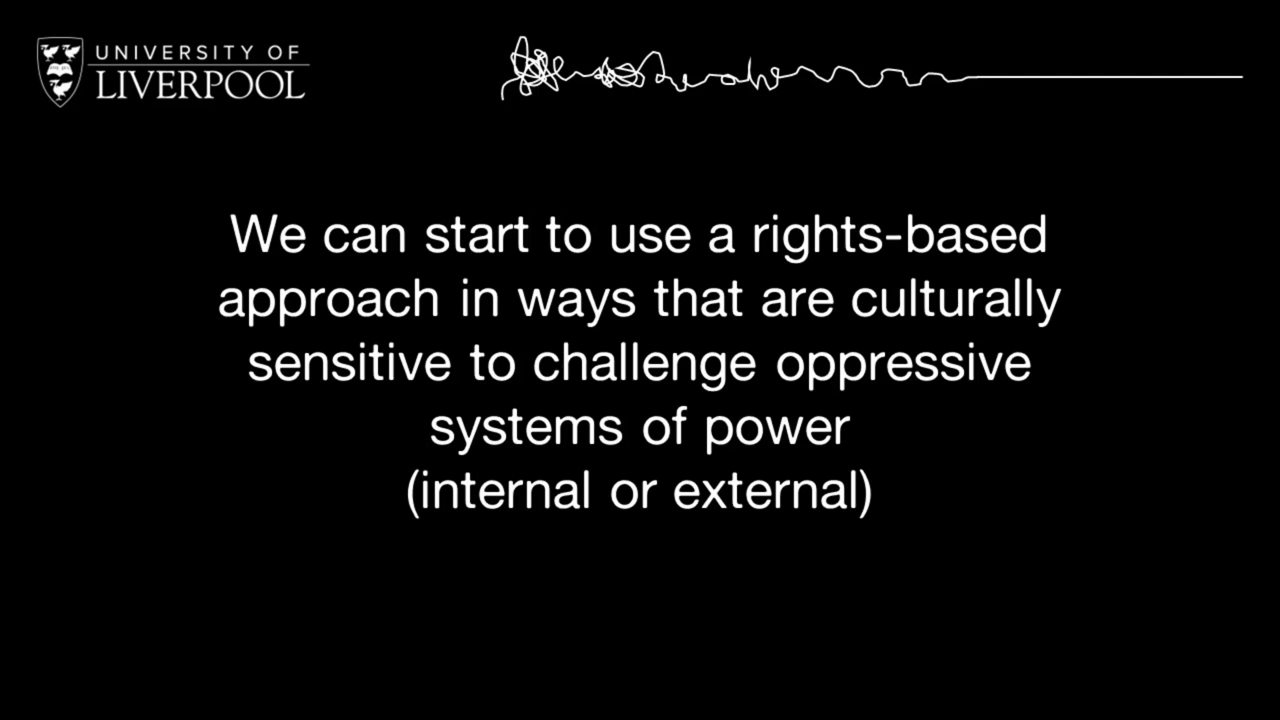 UNIVERSITY OF
LIVERPOOL
We can start to use a rights-based
approach in ways that are culturally
sensitive to challenge oppressive
systems of power
(internal or external)